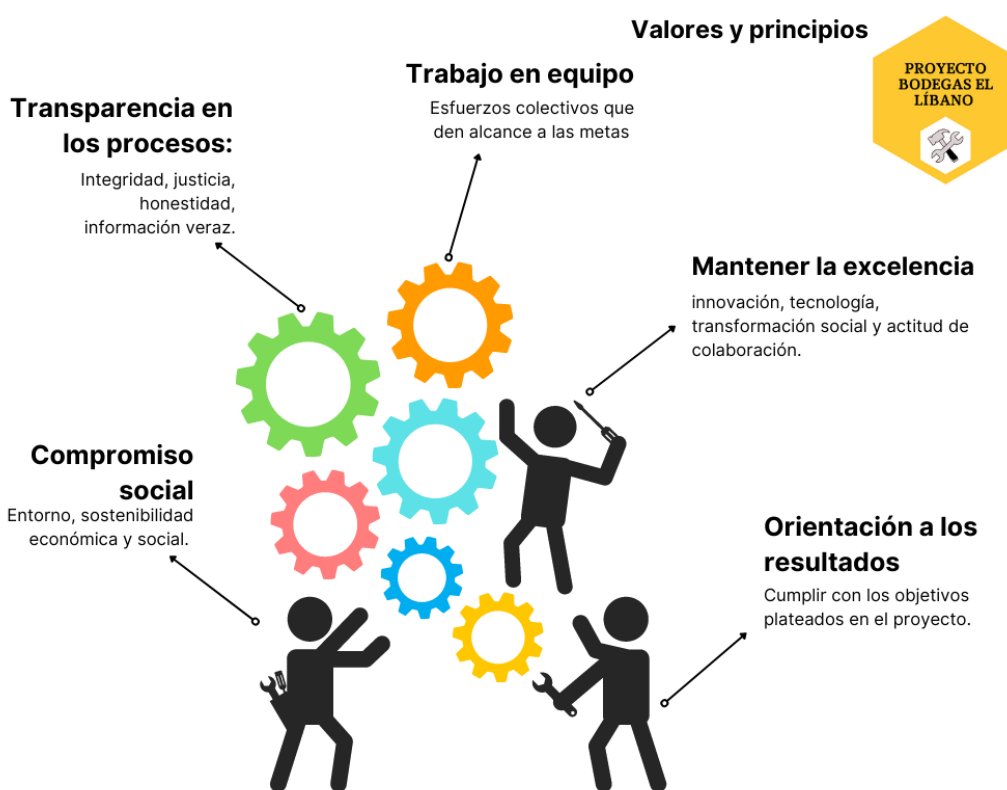 Valores y principios
PROYECTO
BODEGAS EL
LÍBANO
Trabajo en equipo
Esfuerzos colectivos que
den alcance a las metas
Transparencia en
los procesos:
Integridad, justicia,
honestidad,
información veraz.
Mantener la excelencia
innovación, tecnología,
transformación social y actitud de
colaboración.
Compromiso
social
Entorno, sostenibilidad
económica y social.
Orientación a los
resultados
Cumplir con los objetivos
plateados en el proyecto.